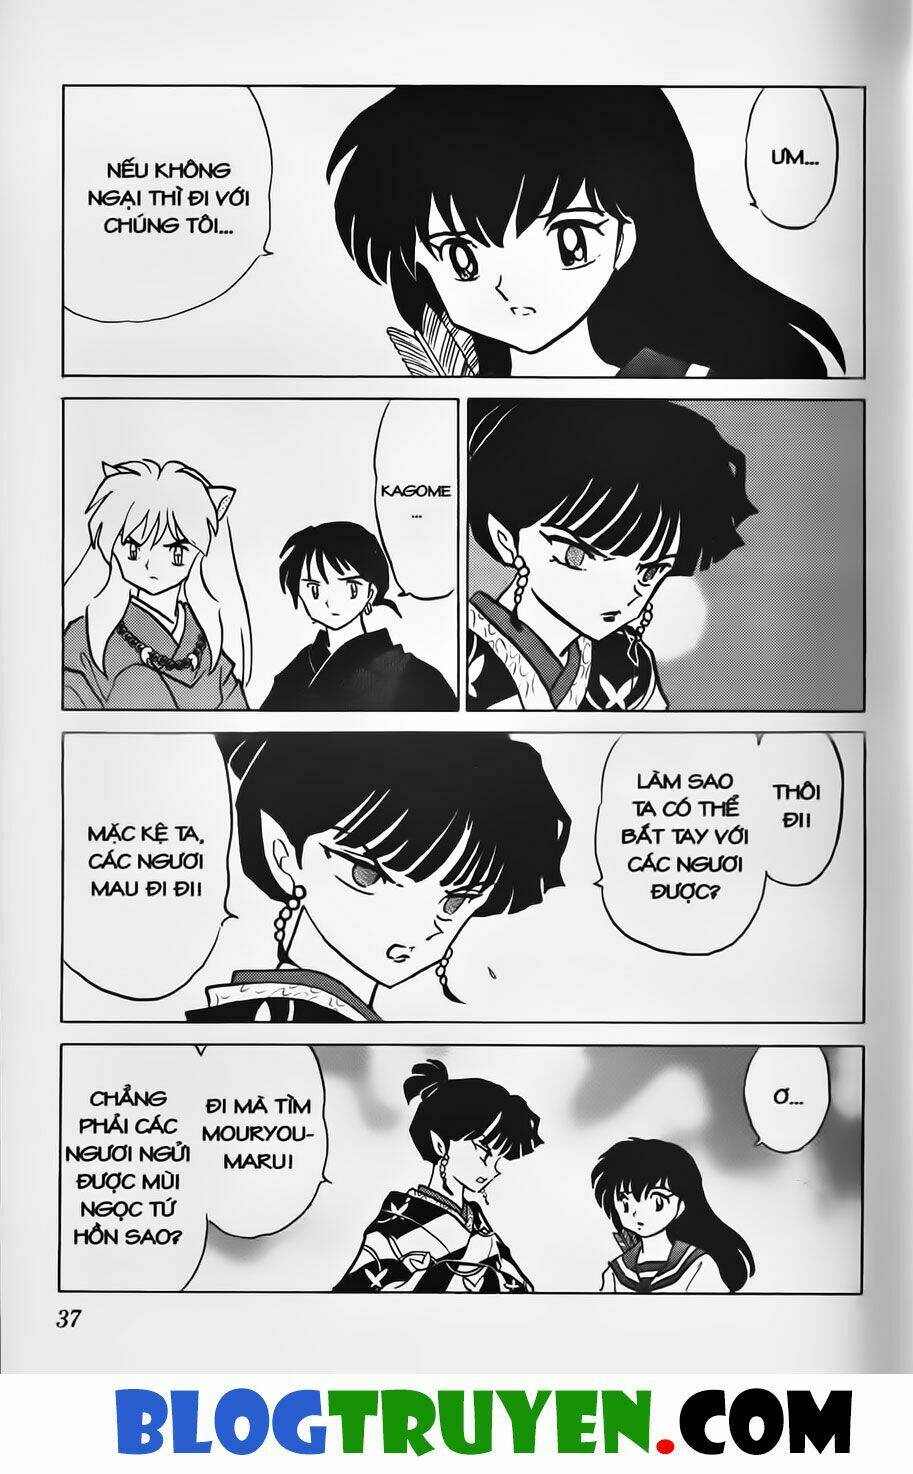 ƯM...
NẾU KHÔNG
NGẠI THÌ ĐI VỚI
CHÚNG TÔI...
KAGOME
...
THÔI
ĐI!
LÀM SAO
TA CÓ THỂ
BẮT TAY VỚI
CÁC NGƯƠI
ĐƯỢC?
MẶC KỆ TA,
CÁC NGƯƠI
MAU ĐI ĐI!
Ơ...
ĐI MÀ TÌM
MOURYOU-
MARU!
CHẲNG
PHẢI CÁC
NGƯƠI NGỬI
ĐƯỢC MÙI
NGỌC TỨ
HỒN SAO?
37
BLOGTRUYEN.COM